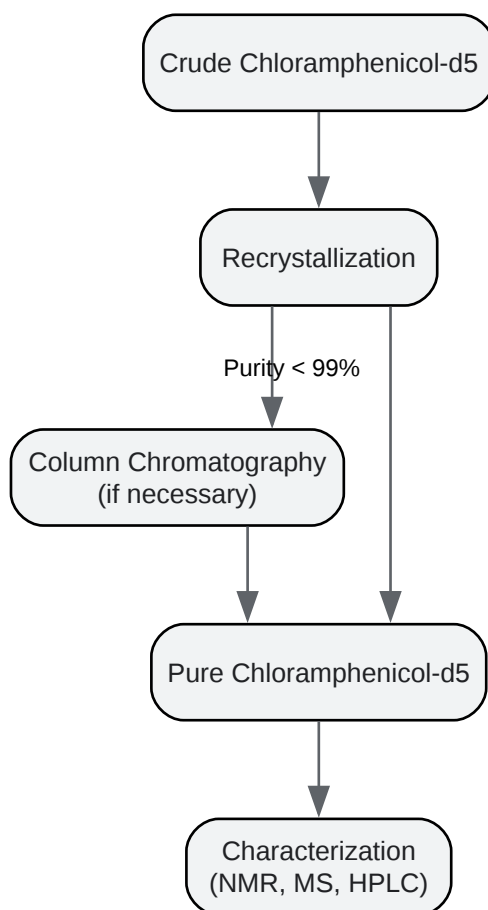 Crude Chloramphenicol-d5
Recrystallization
Purity < 99%
Column Chromatography
(if necessary)
Pure Chloramphenicol-d5
Characterization
(NMR, MS, HPLC)